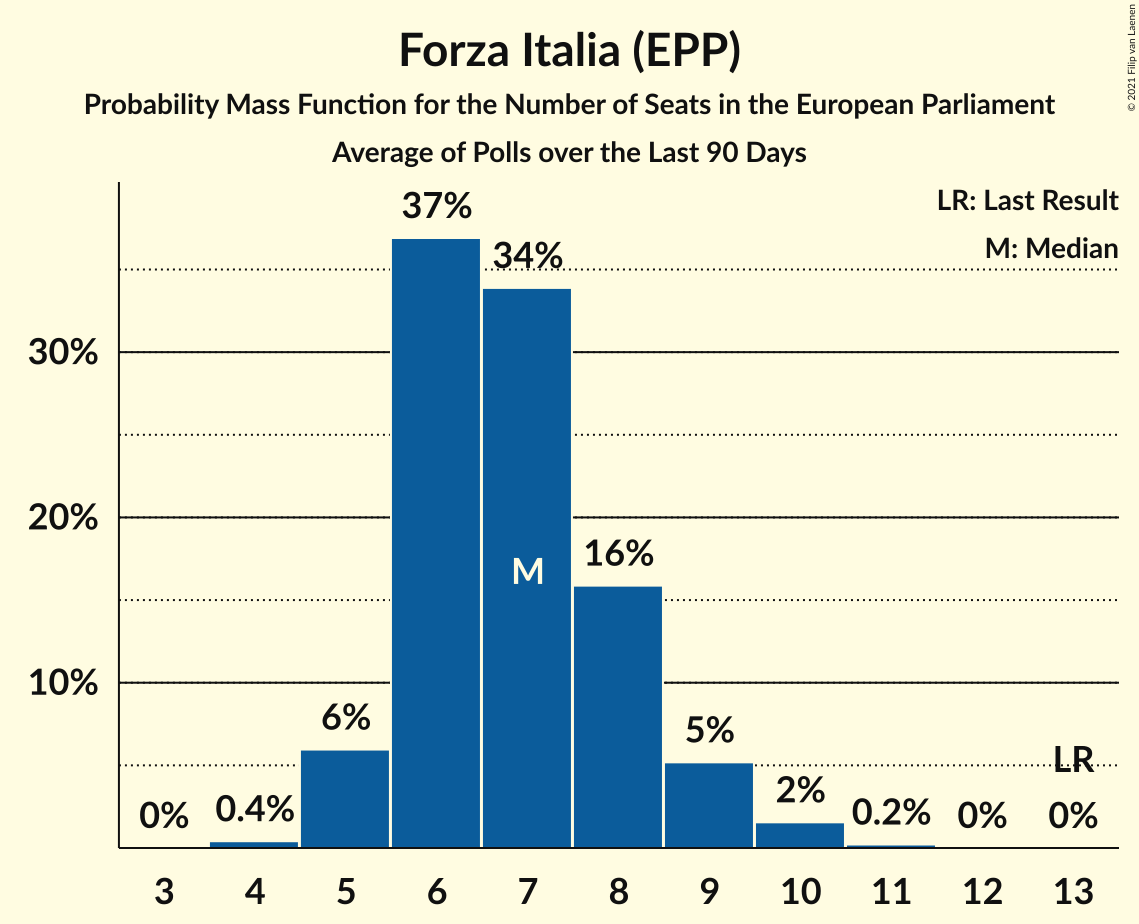 Forza Italia (EPP)
Probability Mass Function for the Number of Seats in the European Parliament
Average of Polls over the Last 90 Days
© 2021 Filip van Laenen
LR: Last Result
M: Median
37%
34%
30%
20%
16%
M
10%
6%
5%
LR
2%
0%
0.4%
0.2%
0%
0%
3 4 5 6 7 8 9 10 11 12 13